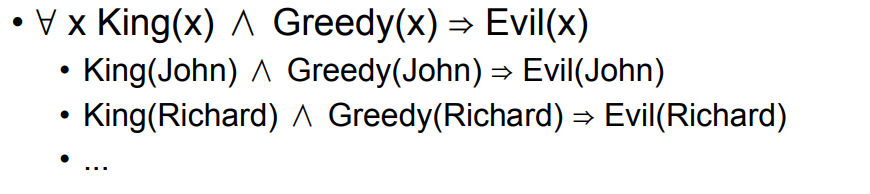 • ∀ x King(x) ∧ Greedy(x) ⇒ Evil(x)
• King(John) ∧ Greedy(John) ⇒ Evil(John)
• King(Richard) ∧ Greedy(Richard) ⇒ Evil(Richard)
• ...